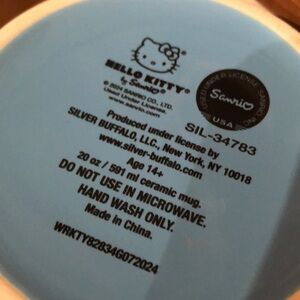 HELLO KITTY
by Sanrio
© 2024 SANRIO CO., LTD.
Used Under License
www.sanrio.com
USED UNDER LICENSE SANRIO, INC.
Sanrio
USA
SIL-34783
Produced under license by
SILVER BUFFALO, LLC, New York, NY 10018
www.silver-buffalo.com
Age 14+
20 oz / 591 ml ceramic mug.
DO NOT USE IN MICROWAVE.
HAND WASH ONLY.
Made in China.
WRKTY82834G072024